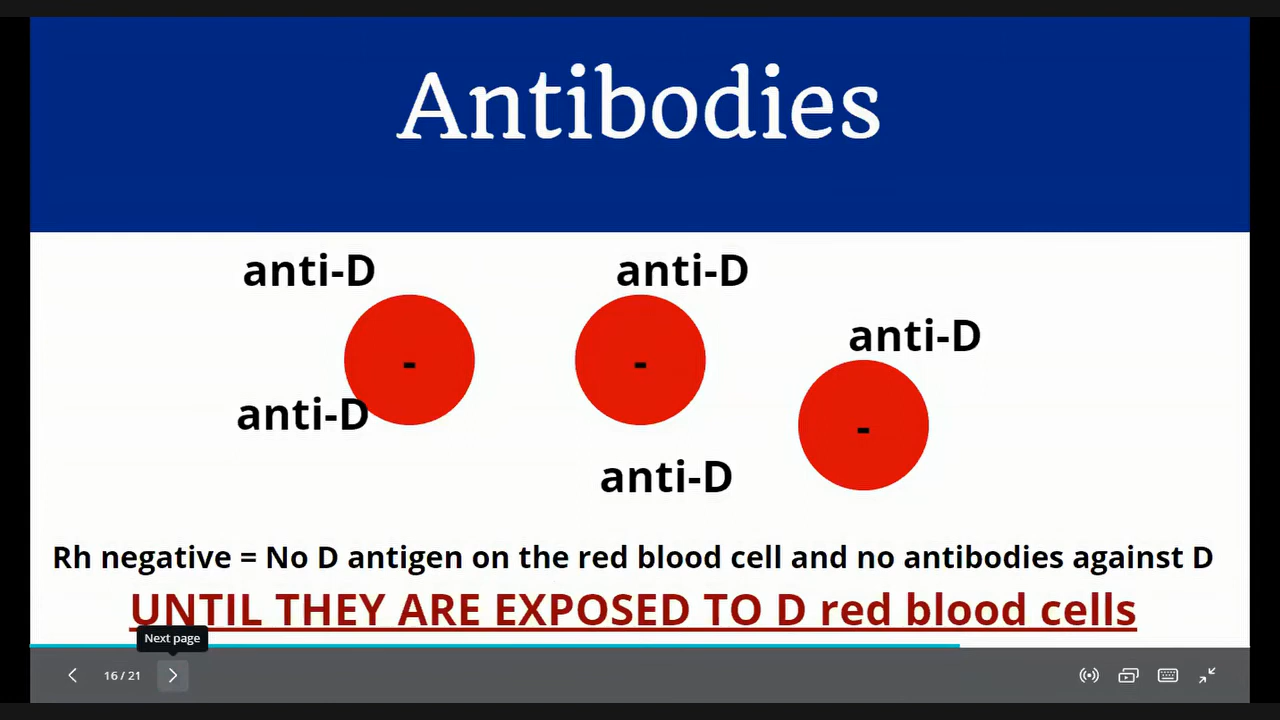 Antibodies
anti-D
anti-D
anti-D
-
-
anti-D
-
anti-D
Rh negative = No D antigen on the red blood cell and no antibodies against D
UNTIL THEY ARE EXPOSED TO D red blood cells
Next page
16 / 21